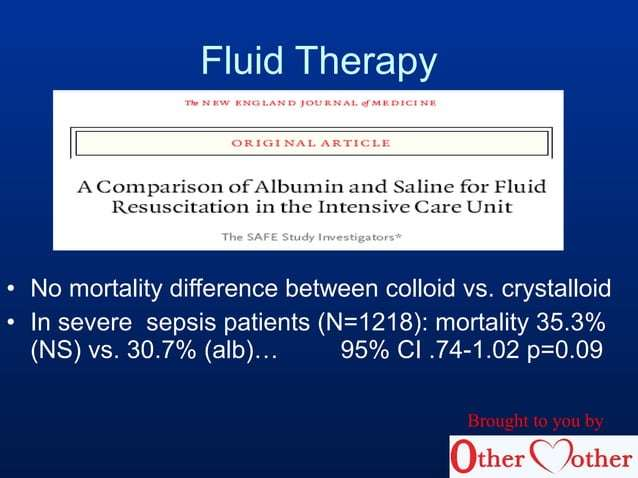 Fluid Therapy
The NEW ENGLAND JOURNAL of MEDICINE
ORIGINAL ARTICLE
A Comparison of Albumin and Saline for Fluid
Resuscitation in the Intensive Care Unit
The SAFE Study Investigators*
• No mortality difference between colloid vs. crystalloid
• In severe sepsis patients (N=1218): mortality 35.3%
(NS) vs. 30.7% (alb)… 95% CI .74-1.02 p=0.09
Brought to you by
Other Mother